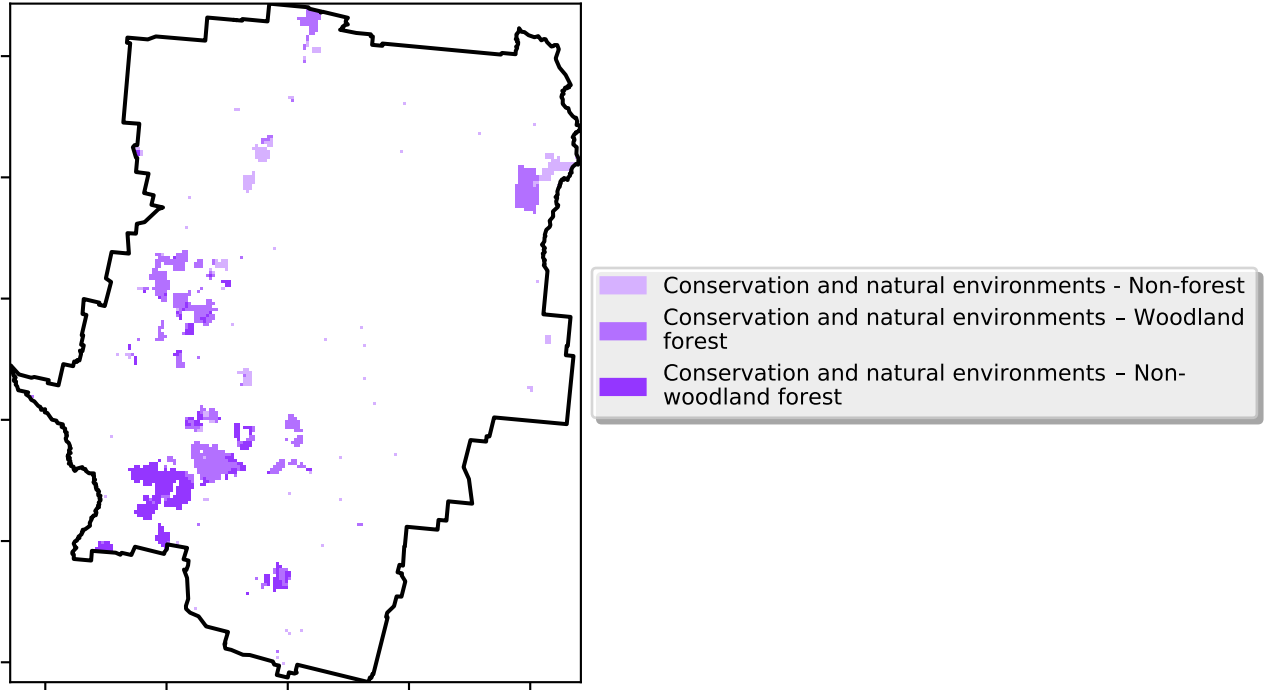 Conservation and natural environments - Non-forest
Conservation and natural environments – Woodland
forest
Conservation and natural environments – Non-
woodland forest